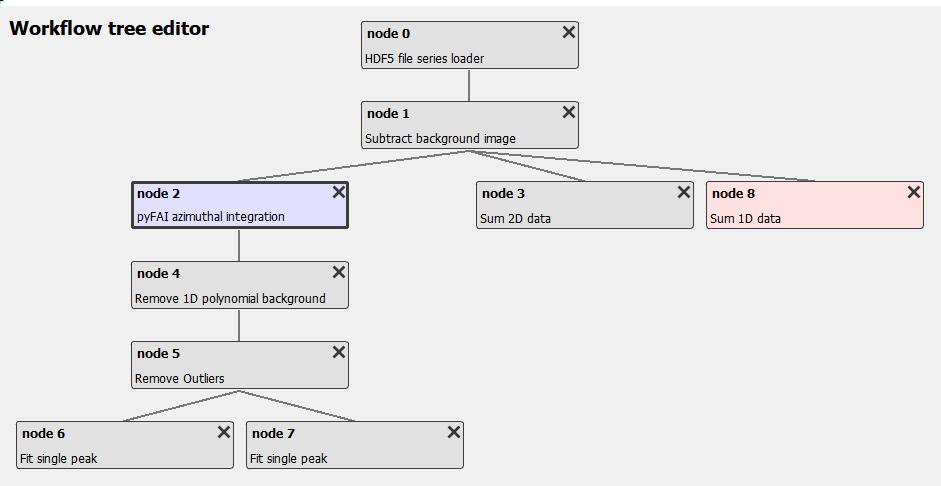 Workflow tree editor
node 0
HDF5 file series loader
node 1
Subtract background image
node 2
pyFAI azimuthal integration
node 3
Sum 2D data
node 8
Sum 1D data
node 4
Remove 1D polynomial background
node 5
Remove Outliers
node 6
Fit single peak
node 7
Fit single peak